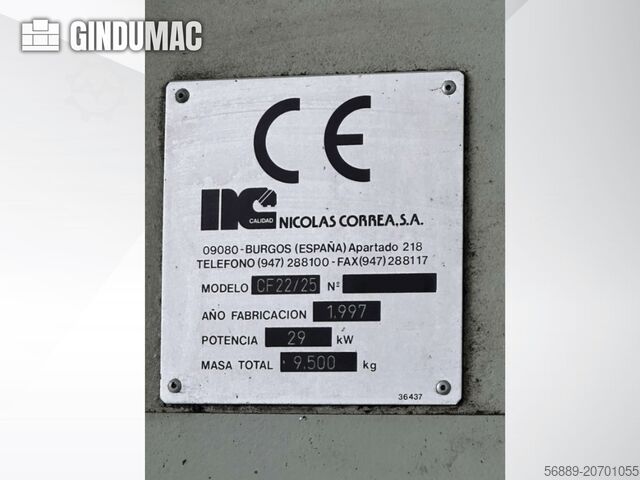 GINDUMAC
CE
nc
CALIDAD
NICOLAS CORREA, S.A.
09080-BURGOS (ESPAÑA) Apartado 218
TELEFONO (947) 288100 - FAX (947) 288117
MODELO CF22/25 Nº
AÑO FABRICACION 1.997
POTENCIA 29 kW
MASA TOTAL 9.500 kg
36437
56889-20701055